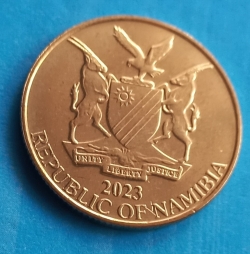 UNITY LIBERTY JUSTICE
2023
REPUBLIC OF NAMIBIA